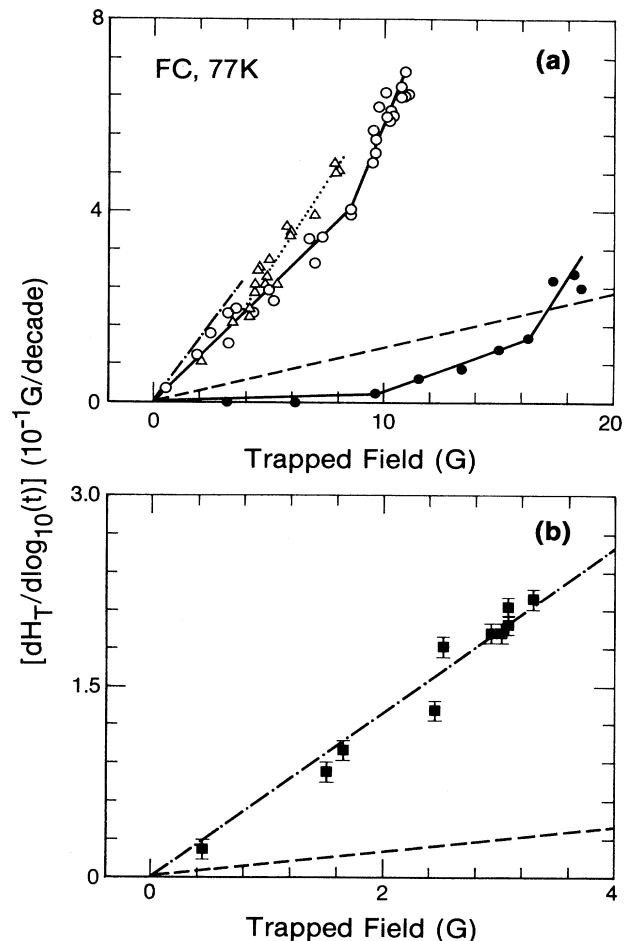 8
FC, 77K
(a)
4
0
0
10
20
Trapped Field (G)
[dH_T/dlog_10(t)] (10^-1 G/decade)
3.0
(b)
1.5
0
0
2
4
Trapped Field (G)